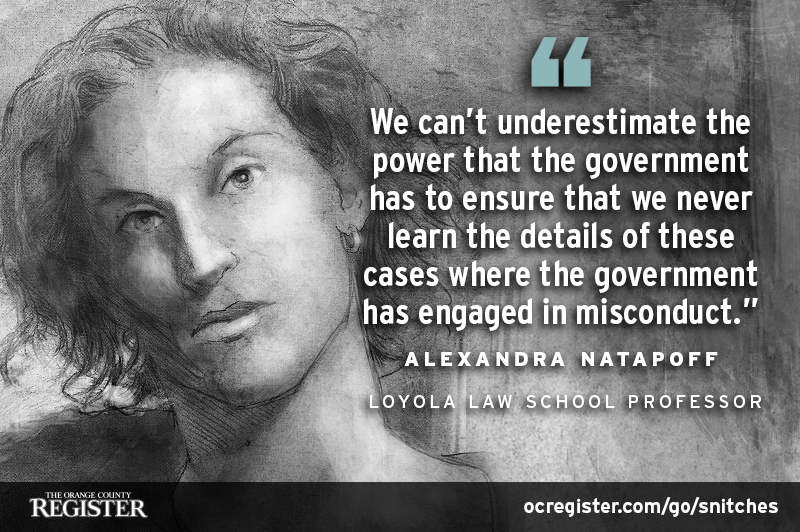 “
We can’t underestimate the
power that the government
has to ensure that we never
learn the details of these
cases where the government
has engaged in misconduct.”
ALEXANDRA NATAPOFF
LOYOLA LAW SCHOOL PROFESSOR
THE ORANGE COUNTY
REGISTER
ocregister.com/go/snitches